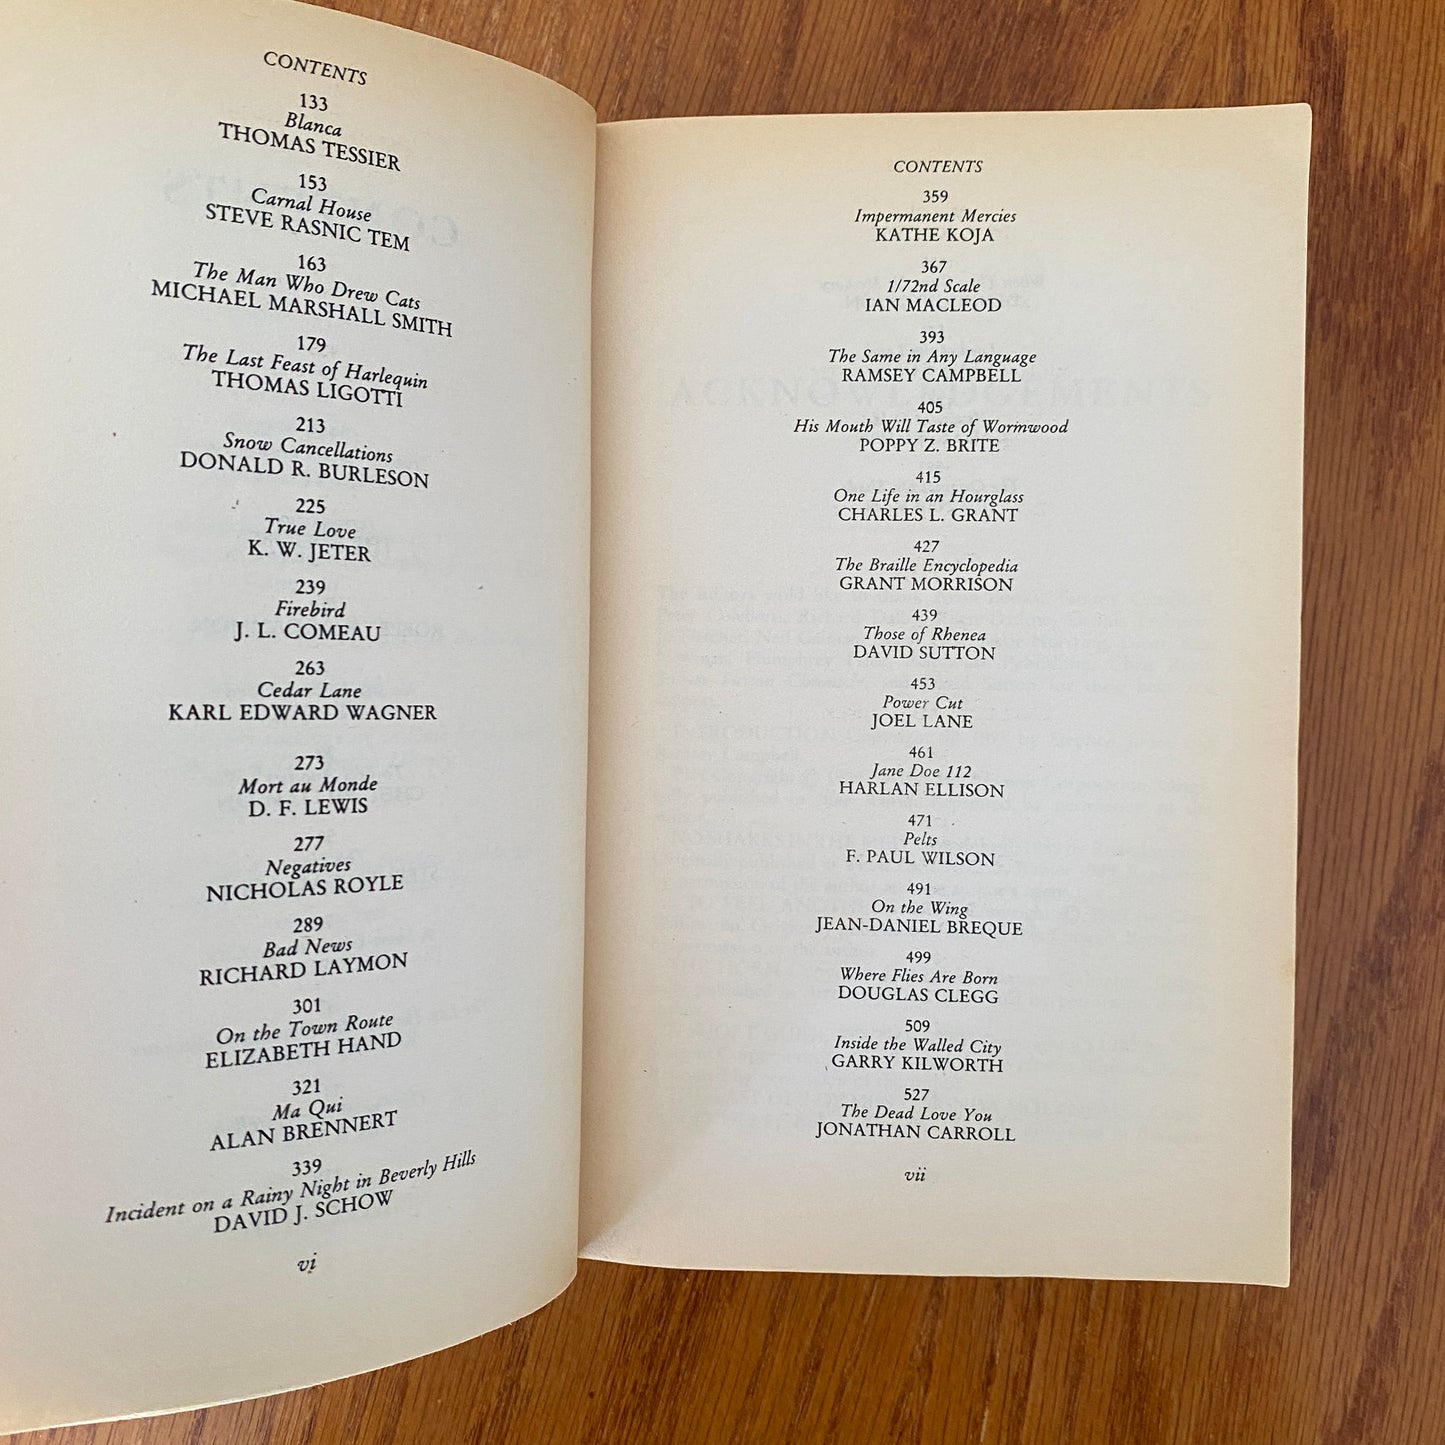 CONTENTS
133
Blanca
THOMAS TESSIER
153
Carnal House
STEVE RASNIC TEM
163
The Man Who Drew Cats
MICHAEL MARSHALL SMITH
179
The Last Feast of Harlequin
THOMAS LIGOTTI
213
Snow Cancellations
DONALD R. BURLESON
225
True Love
K. W. JETER
239
Firebird
J. L. COMEAU
263
Cedar Lane
KARL EDWARD WAGNER
273
Mort au Monde
D. F. LEWIS
277
Negatives
NICHOLAS ROYLE
289
Bad News
RICHARD LAYMON
301
On the Town Route
ELIZABETH HAND
321
Ma Qui
ALAN BRENNERT
339
Incident on a Rainy Night in Beverly Hills
DAVID J. SCHOW
vi
CONTENTS
359
Impermanent Mercies
KATHE KOJA
367
1/72nd Scale
IAN MACLEOD
393
The Same in Any Language
RAMSEY CAMPBELL
405
His Mouth Will Taste of Wormwood
POPPY Z. BRITE
415
One Life in an Hourglass
CHARLES L. GRANT
427
The Braille Encyclopedia
GRANT MORRISON
439
Those of Rhenea
DAVID SUTTON
453
Power Cut
JOEL LANE
461
Jane Doe 112
HARLAN ELLISON
471
Pelts
F. PAUL WILSON
491
On the Wing
JEAN-DANIEL BREQUE
499
Where Flies Are Born
DOUGLAS CLEGG
509
Inside the Walled City
GARRY KILWORTH
527
The Dead Love You
JONATHAN CARROLL
vii